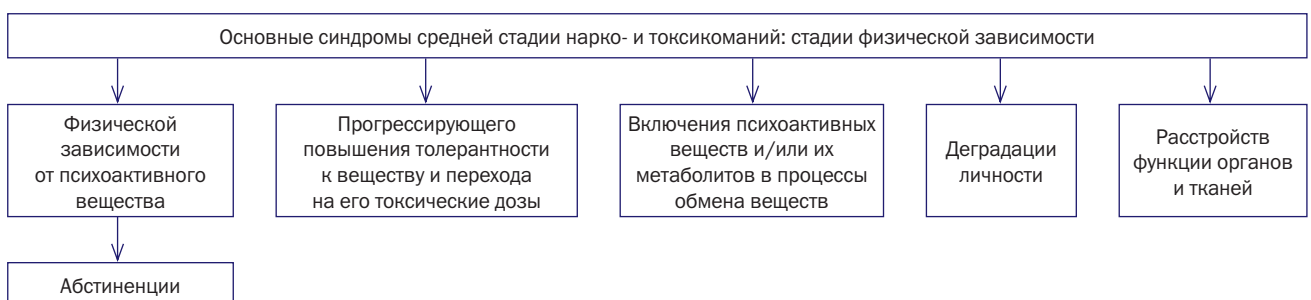 Основные синдромы средней стадии нарко- и токсикоманий: стадии физической зависимости
Физической
зависимости
от психоактивного
вещества
Прогрессирующего
повышения толерантности
к веществу и перехода
на его токсические дозы
Включения психоактивных
веществ и/или их
метаболитов в процессы
обмена веществ
Деградации
личности
Расстройств
функции органов
и тканей
Абстиненции